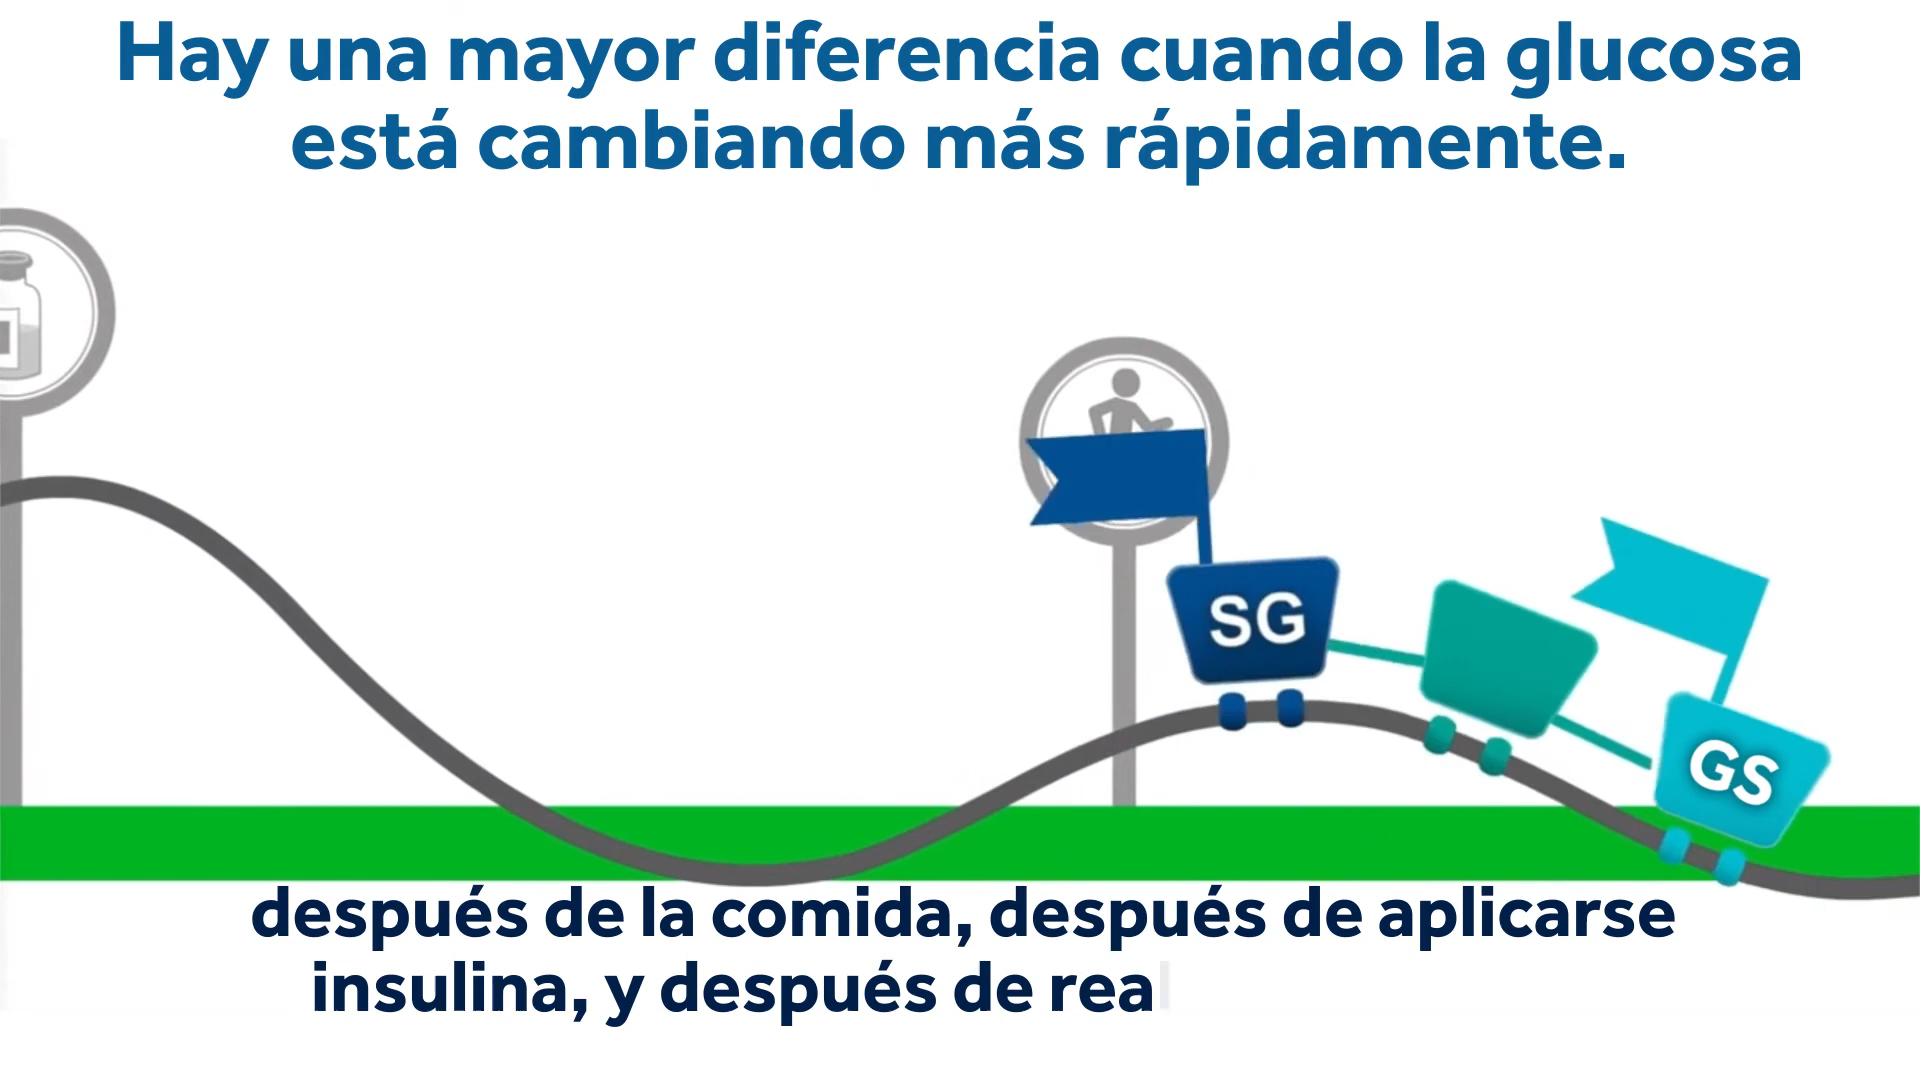 Hay una mayor diferencia cuando la glucosa
está cambiando más rápidamente.
SG
GS
después de la comida, después de aplicarse
insulina, y después de rea